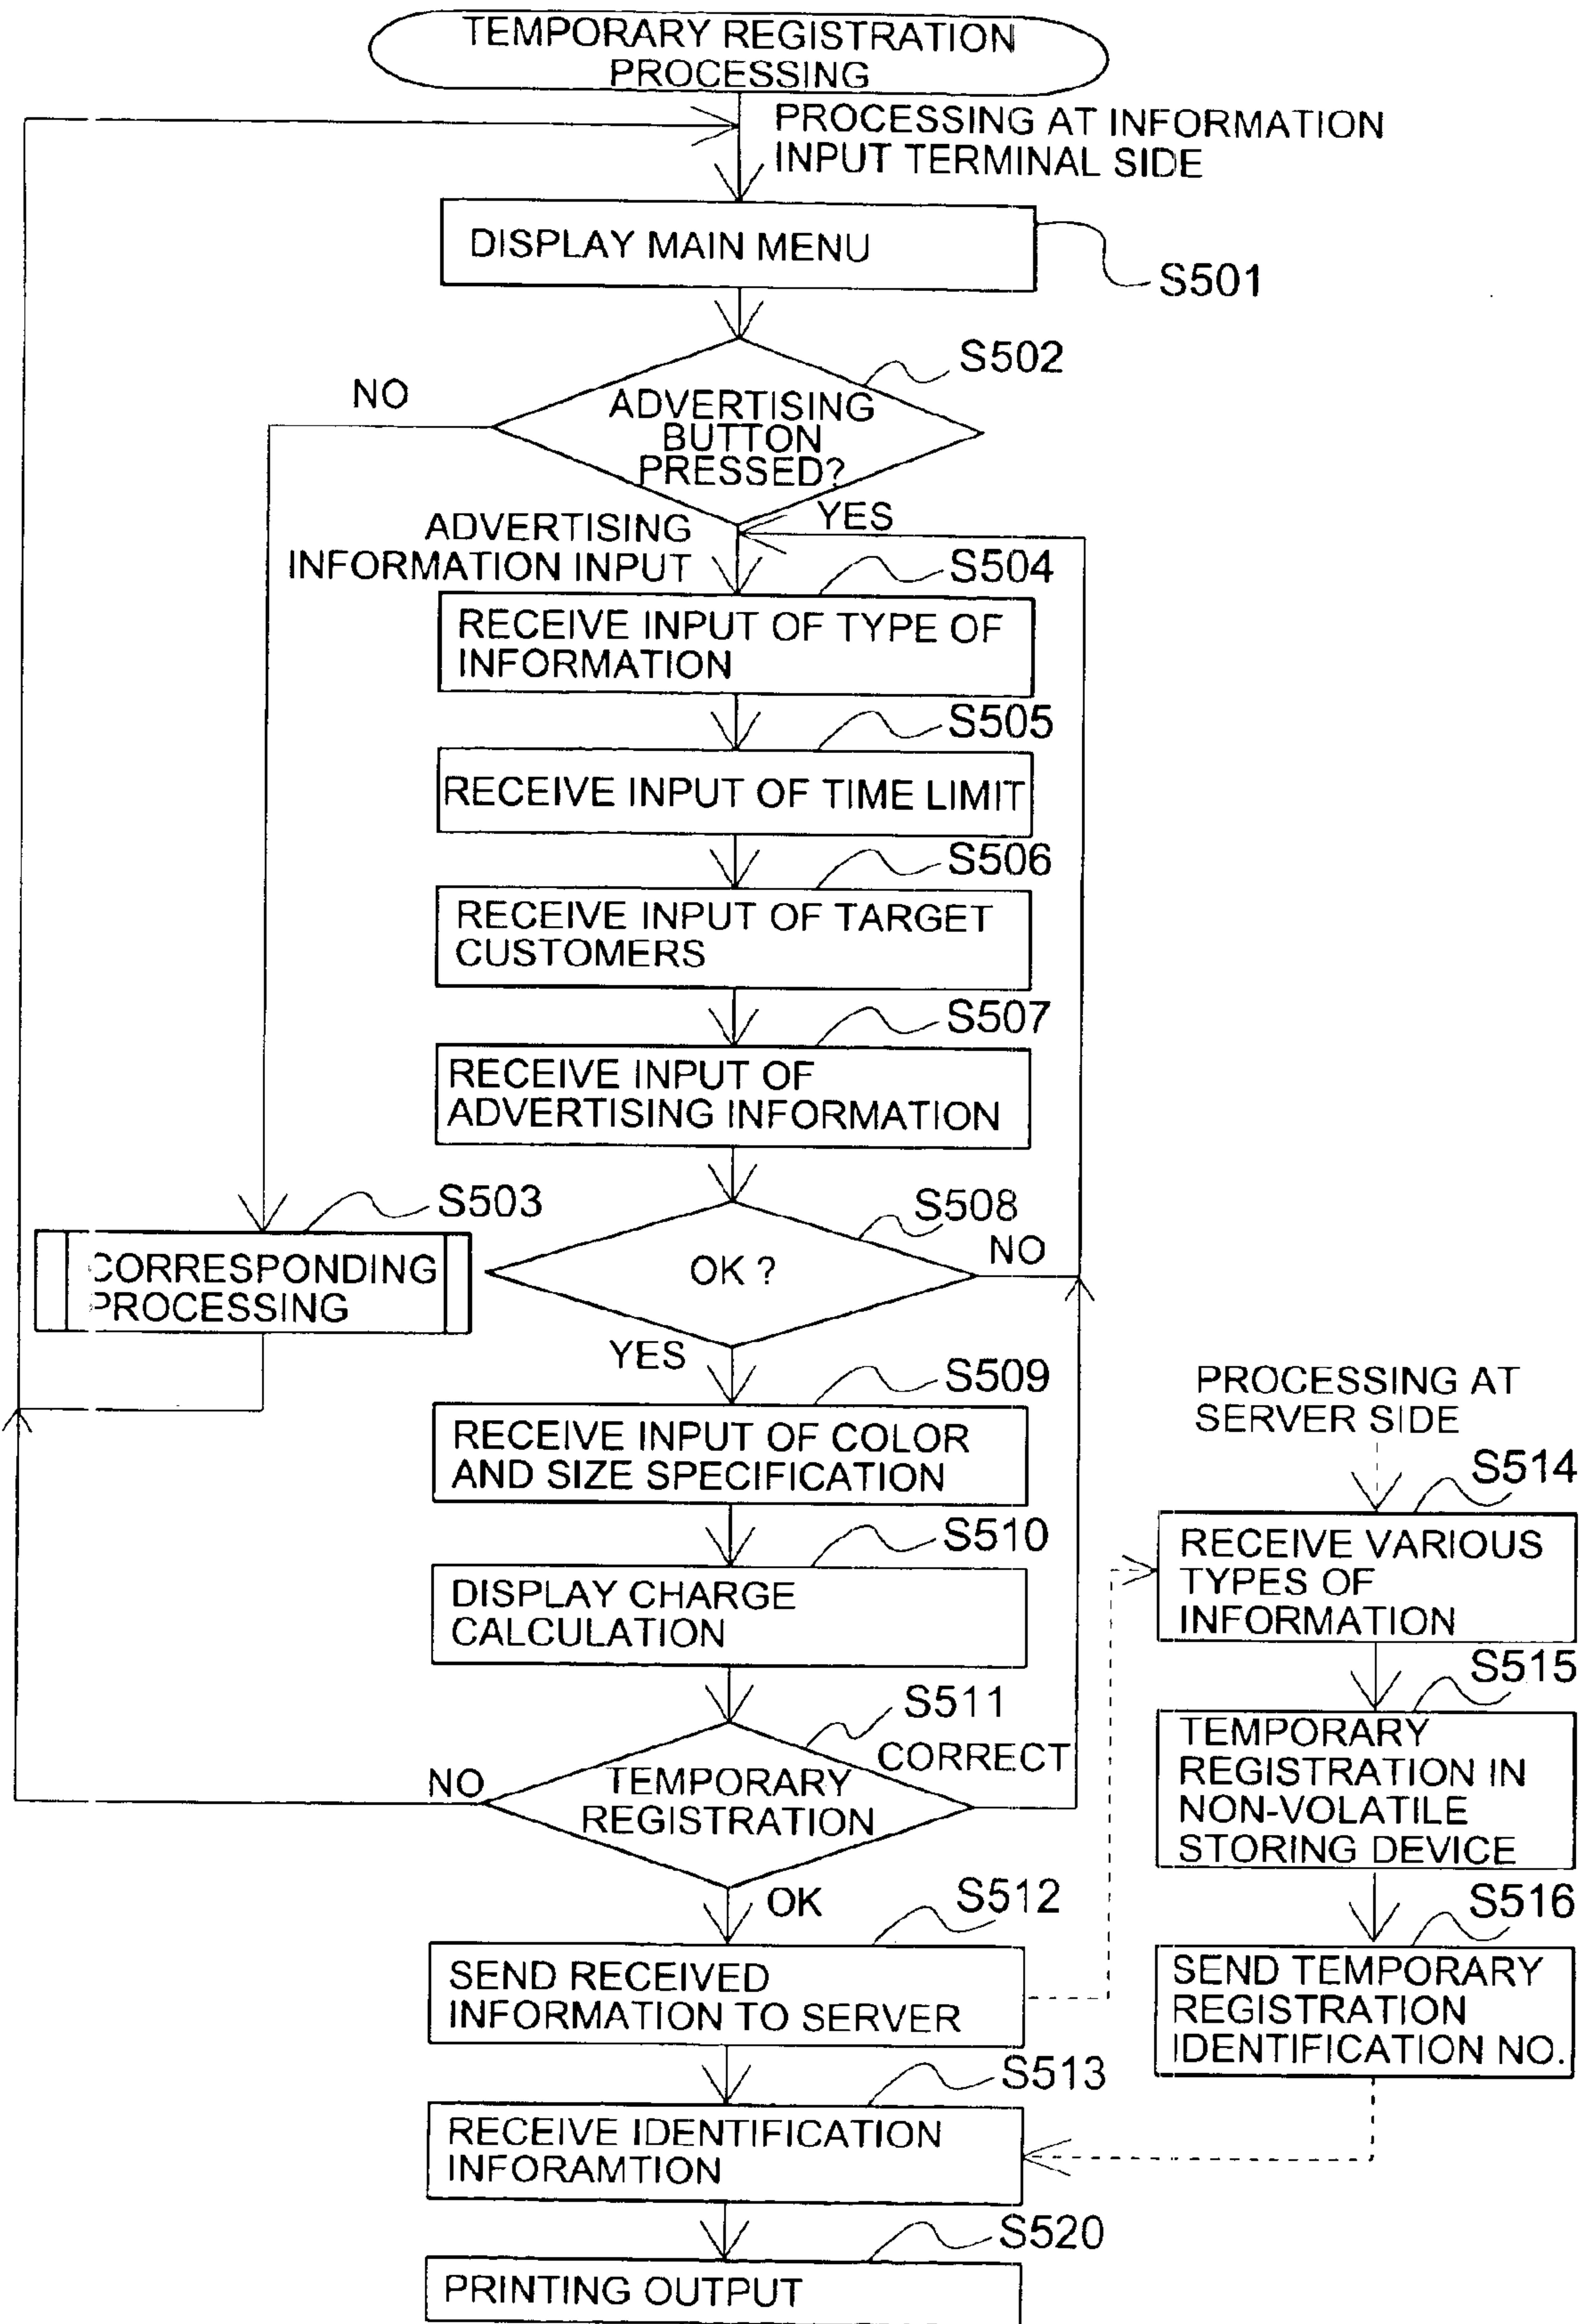 TEMPORARY REGISTRATION
PROCESSING
PROCESSING AT INFORMATION
INPUT TERMINAL SIDE
DISPLAY MAIN MENU
S501
S502
NO
ADVERTISING
BUTTON
PRESSED?
YES
ADVERTISING
INFORMATION INPUT
S504
RECEIVE INPUT OF TYPE OF
INFORMATION
S505
RECEIVE INPUT OF TIME LIMIT
S506
RECEIVE INPUT OF TARGET
CUSTOMERS
S507
RECEIVE INPUT OF
ADVERTISING INFORMATION
S503
CORRESPONDING
PROCESSING
S508
OK ?
NO
YES
S509
RECEIVE INPUT OF COLOR
AND SIZE SPECIFICATION
S510
DISPLAY CHARGE
CALCULATION
S511
CORRECT
NO
TEMPORARY
REGISTRATION
OK
S512
SEND RECEIVED
INFORMATION TO SERVER
S513
RECEIVE IDENTIFICATION
INFORAMTION
S520
PRINTING OUTPUT
PROCESSING AT
SERVER SIDE
S514
RECEIVE VARIOUS
TYPES OF
INFORMATION
S515
TEMPORARY
REGISTRATION IN
NON-VOLATILE
STORING DEVICE
S516
SEND TEMPORARY
REGISTRATION
IDENTIFICATION NO.